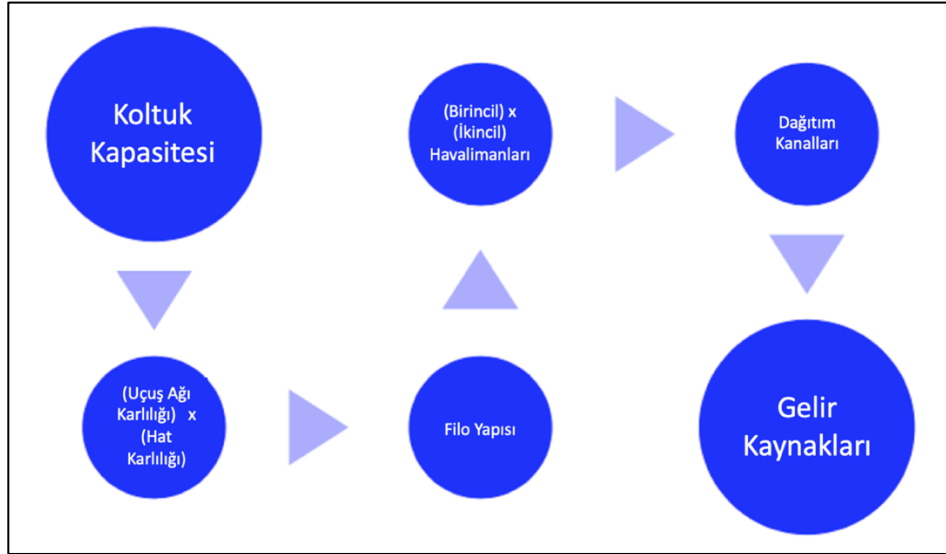 Koltuk
Kapasitesi
(Uçuş Ağı
Karlılığı) x
(Hat
Karlılığı)
Filo Yapısı
(Birincil) x
(İkincil)
Havalimanları
Dağıtım
Kanalları
Gelir
Kaynakları